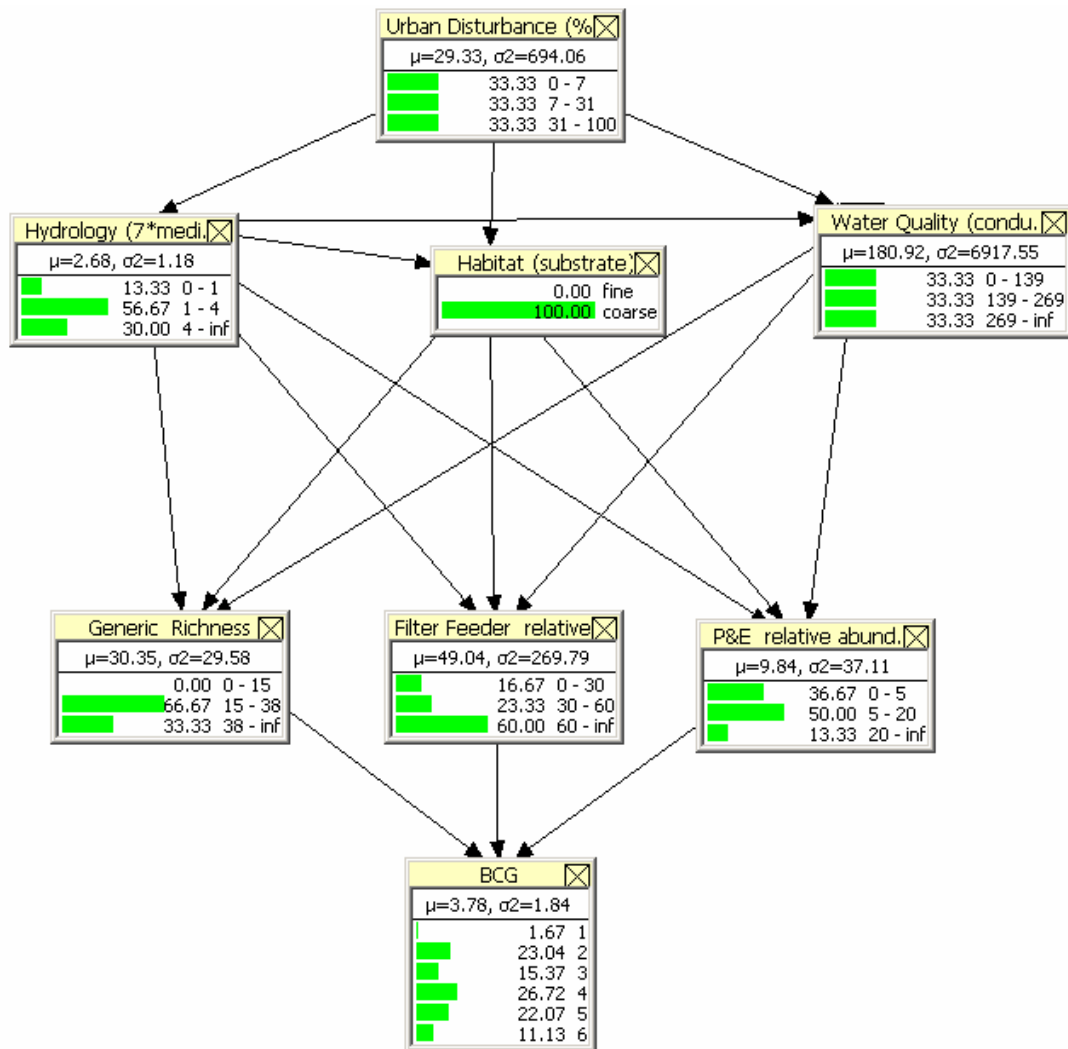 Urban Disturbance (%
μ=29.33, σ2=694.06
33.33 0 - 7
33.33 7 - 31
33.33 31 - 100
Hydrology (7*medi.
μ=2.68, σ2=1.18
13.33 0 - 1
56.67 1 - 4
30.00 4 - inf
Habitat (substrate)
0.00 fine
100.00 coarse
Water Quality (condu.
μ=180.92, σ2=6917.55
33.33 0 - 139
33.33 139 - 269
33.33 269 - inf
Generic Richness
μ=30.35, σ2=29.58
0.00 0 - 15
66.67 15 - 38
33.33 38 - inf
Filter Feeder relative
μ=49.04, σ2=269.79
16.67 0 - 30
23.33 30 - 60
60.00 60 - inf
P&E relative abund.
μ=9.84, σ2=37.11
36.67 0 - 5
50.00 5 - 20
13.33 20 - inf
BCG
μ=3.78, σ2=1.84
1.67 1
23.04 2
15.37 3
26.72 4
22.07 5
11.13 6